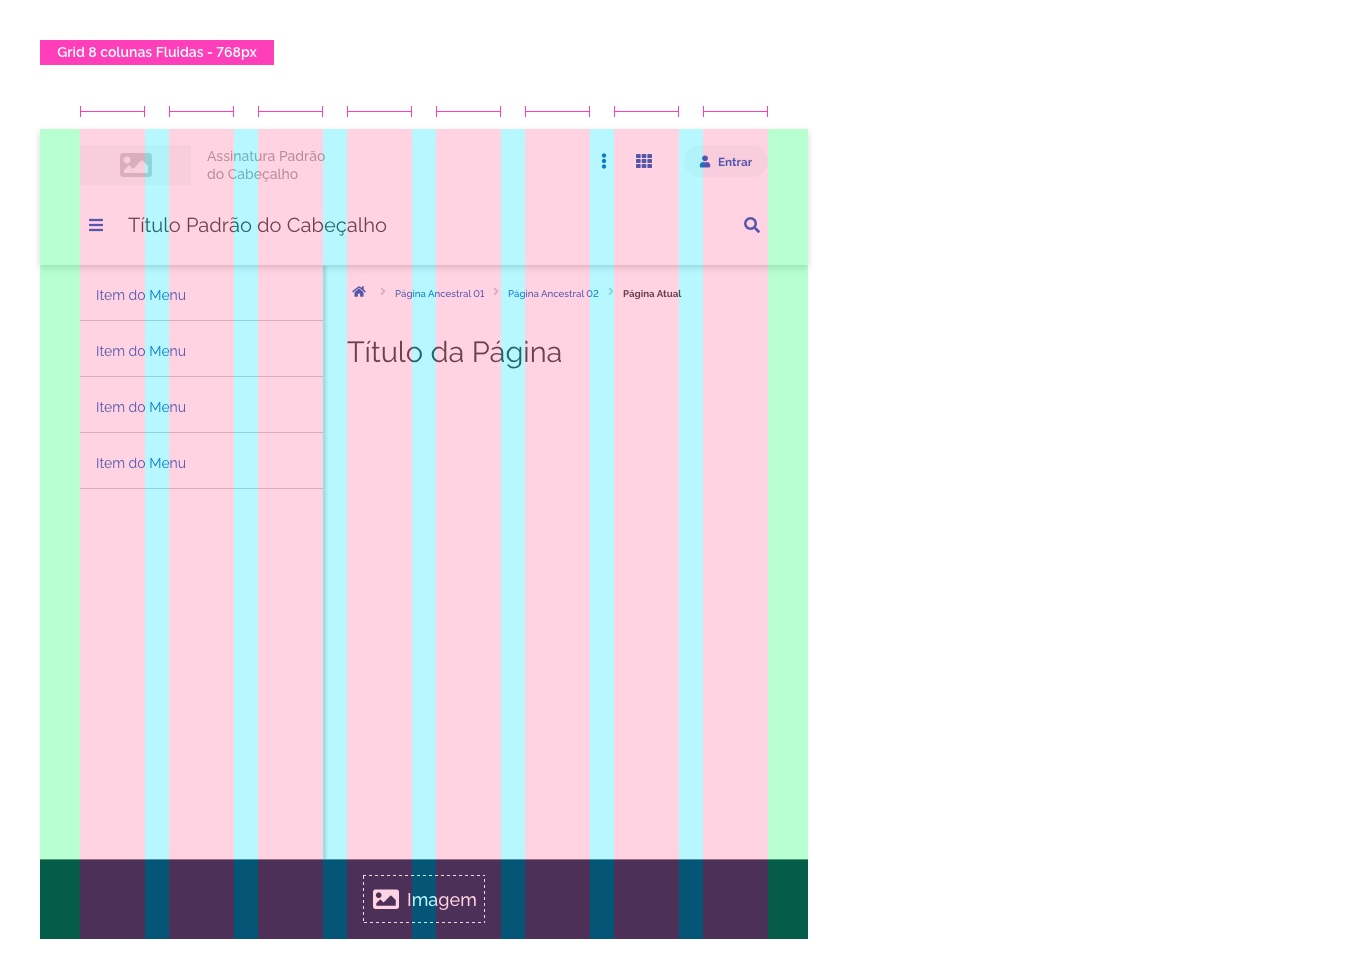 Grid 8 colunas Fluidas - 768px
Assinatura Padrão
do Cabeçalho
Entrar
Título Padrão do Cabeçalho
Item do Menu
Item do Menu
Item do Menu
Item do Menu
Página Ancestral 01
Página Ancestral 02
Página Atual
Título da Página
Imagem